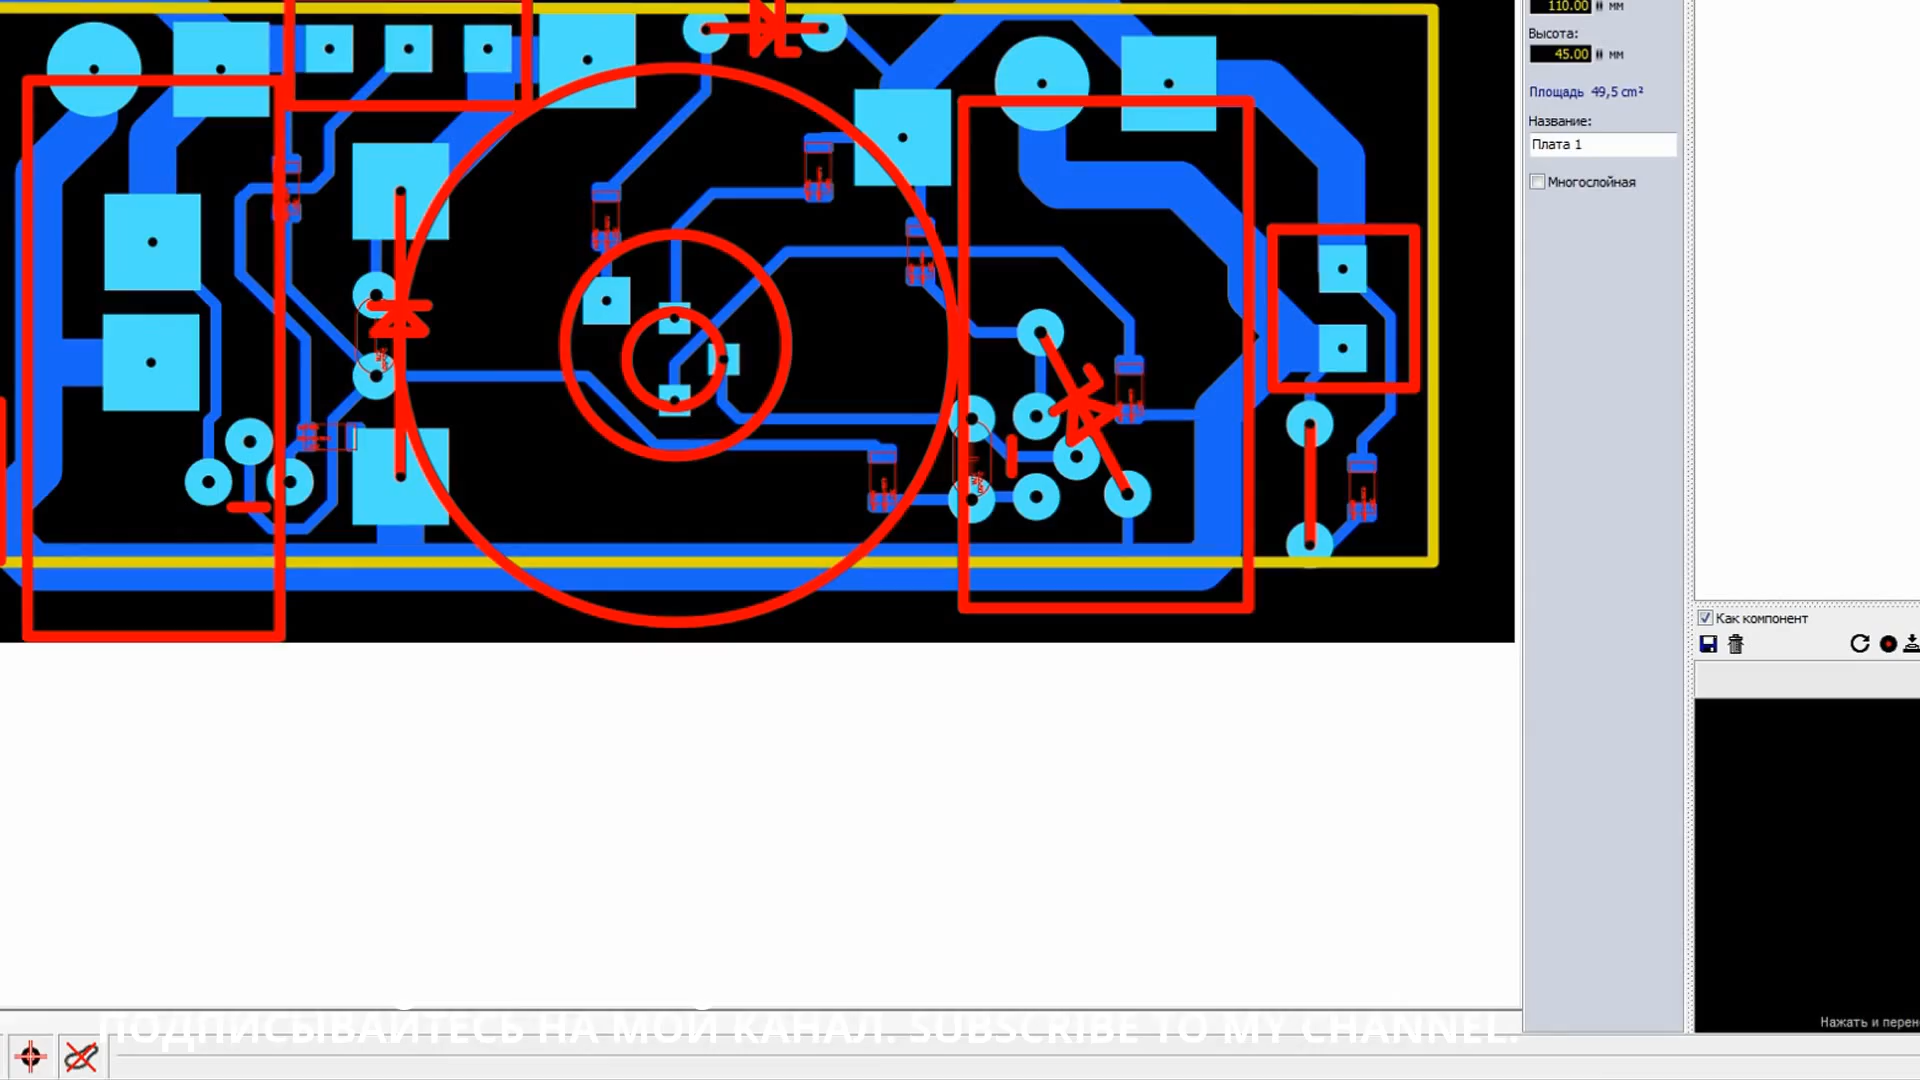 110.00 мм
Высота:
45.00 мм
Площадь 49,5 cm²
Название:
Плата 1
Многослойная
Как компонент
Нажать и перен
ПОДПИСЫВАЙТЕСЬ НА МОЙ КАНАЛ. SUBSCRIBE TO MY CHANNEL.